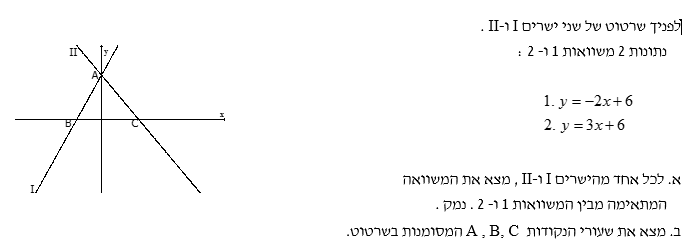 לפניך שרטוט של שני ישרים I ו-II .
נתונות 2 משוואות 1 ו- 2 :
1. y = −2x + 6
2. y = 3x + 6
א. לכל אחד מהישרים I ו-II , מצא את המשוואה
המתאימה מבין המשוואות 1 ו- 2 . נמק .
ב. מצא את שעורי הנקודות A , B, C המסומנות בשרטוט.
II
y
A
x
B
C
I